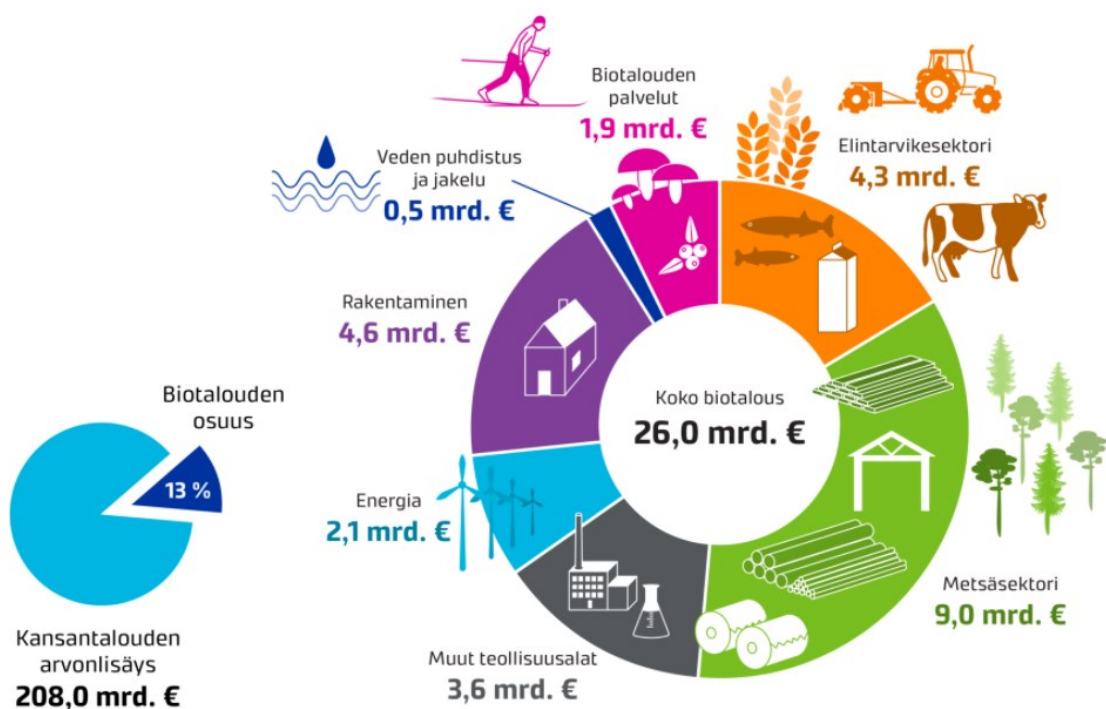 Biotalouden
palvelut
1,9 mrd. €
Elintarvikesektori
4,3 mrd. €
Veden puhdistus
ja jakelu
0,5 mrd. €
Rakentaminen
4,6 mrd. €
Koko biotalous
26,0 mrd. €
Biotalouden
osuus
13 %
Energia
2,1 mrd. €
Metsäsektori
9,0 mrd. €
Muut teollisuusalat
3,6 mrd. €
Kansantalouden
arvonlisäys
208,0 mrd. €